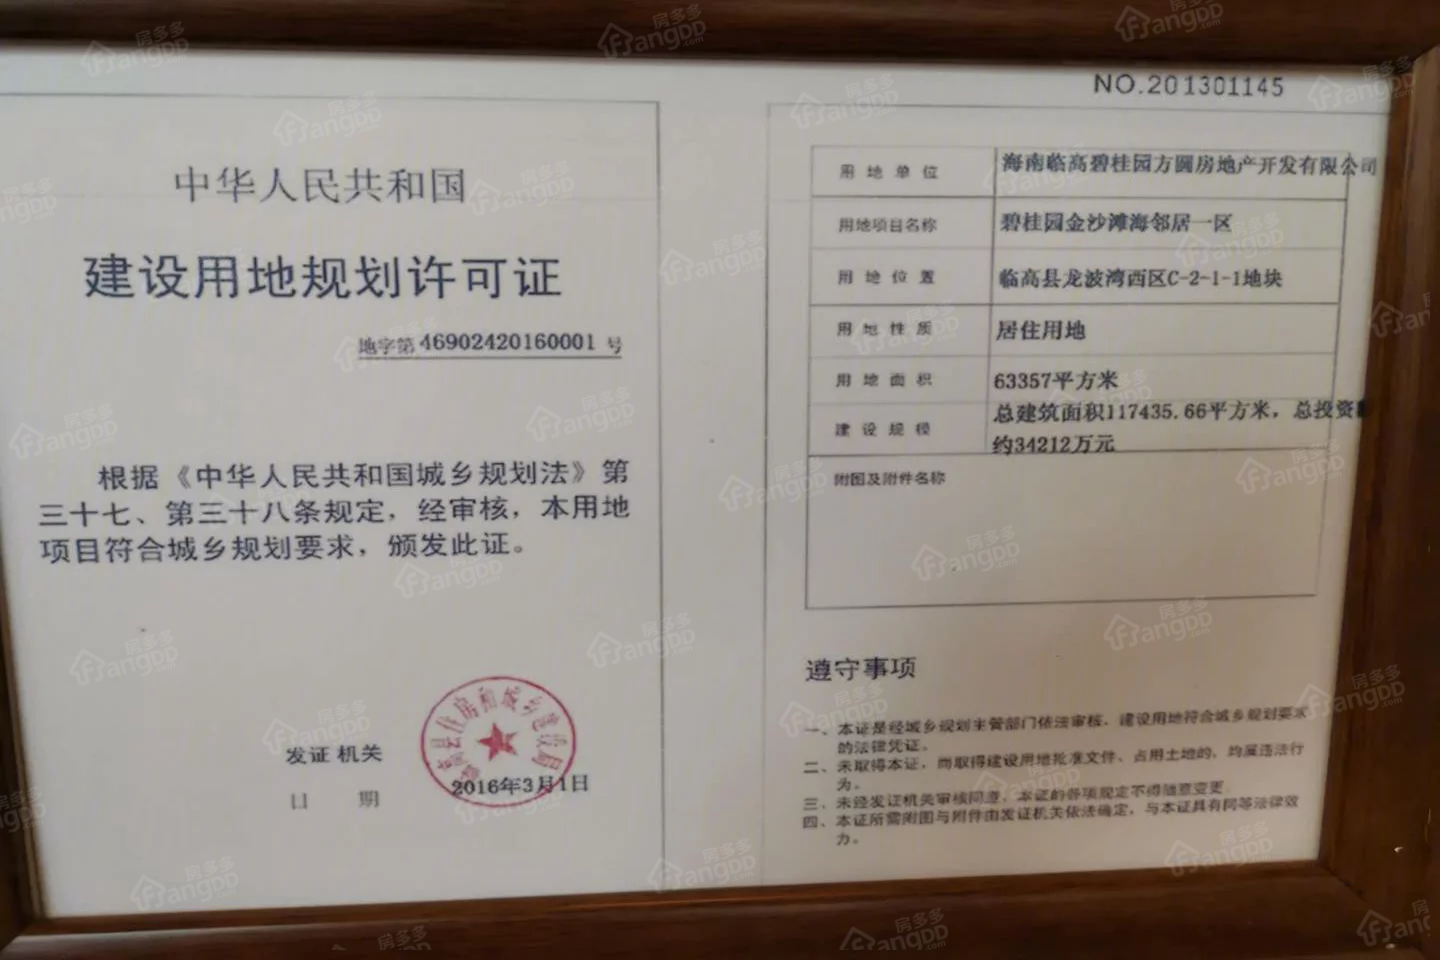 中华人民共和国
建设用地规划许可证
地字第 46902420160001 号
根据《中华人民共和国城乡规划法》第
三十七、第三十八条规定，经审核，本用地
项目符合城乡规划要求，颁发此证。
发证机关
高县住房和城乡建设局
2016年3月1日
日 期
NO.201301145
用地单位 海南临高碧桂园方圆房地产开发有限公司
用地项目名称 碧桂园金沙滩海邻居一区
用地位置 临高县龙波湾西区C-2-1-1地块
用地性质 居住用地
用地面积 63357平方米
建设规模 总建筑面积117435.66平方米，总投资
约34212万元
附图及附件名称
遵守事项
一、本证是经城乡规划主管部门依法审核，建设用地符合城乡规划要求
的法律凭证。
二、未取得本证，而取得建设用地批准文件、占用土地的，均属违法行
为。
三、未经发证机关审核同意，本证的各项规定不得随意变更。
四、本证所需附图与附件由发证机关依法确定，与本证具有同等法律效
力。
房多多
Fangdd.com